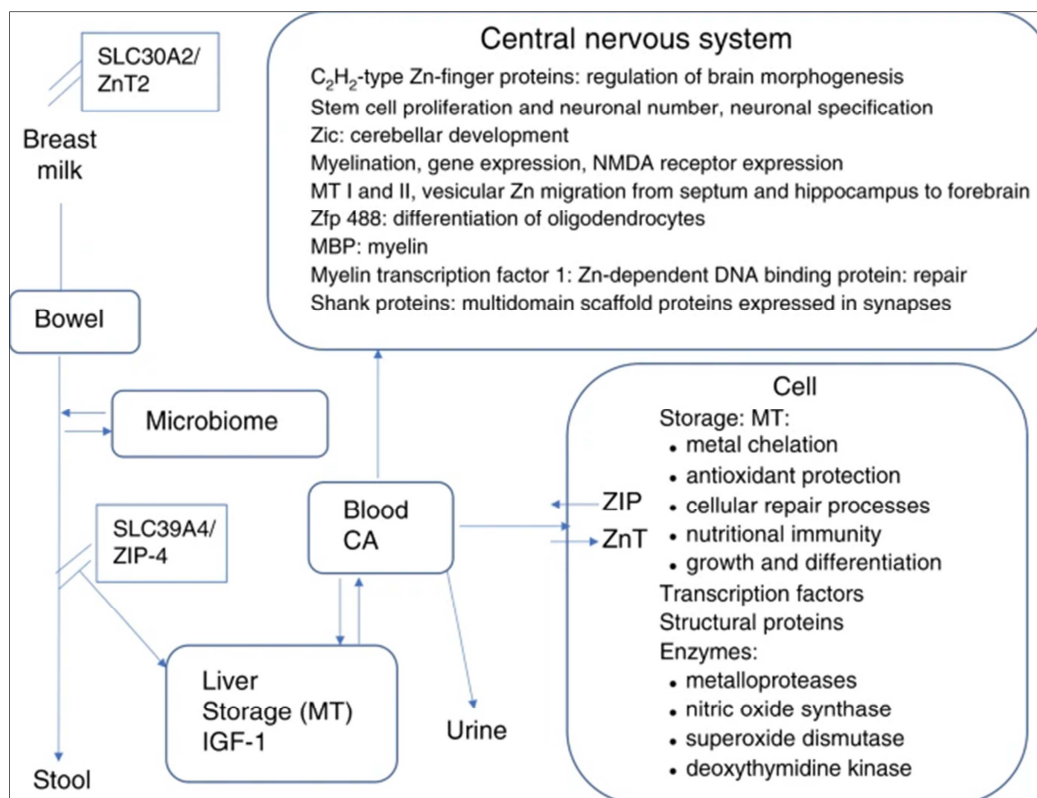 SLC30A2/
ZnT2
Breast
milk
Bowel
Microbiome
SLC39A4/
ZIP-4
Liver
Storage (MT)
IGF-1
Stool
Blood
CA
Urine
Central nervous system
C₂H₂-type Zn-finger proteins: regulation of brain morphogenesis
Stem cell proliferation and neuronal number, neuronal specification
Zic: cerebellar development
Myelination, gene expression, NMDA receptor expression
MT I and II, vesicular Zn migration from septum and hippocampus to forebrain
Zfp 488: differentiation of oligodendrocytes
MBP: myelin
Myelin transcription factor 1: Zn-dependent DNA binding protein: repair
Shank proteins: multidomain scaffold proteins expressed in synapses
ZIP
ZnT
Cell
Storage: MT:
• metal chelation
• antioxidant protection
• cellular repair processes
• nutritional immunity
• growth and differentiation
Transcription factors
Structural proteins
Enzymes:
• metalloproteases
• nitric oxide synthase
• superoxide dismutase
• deoxythymidine kinase